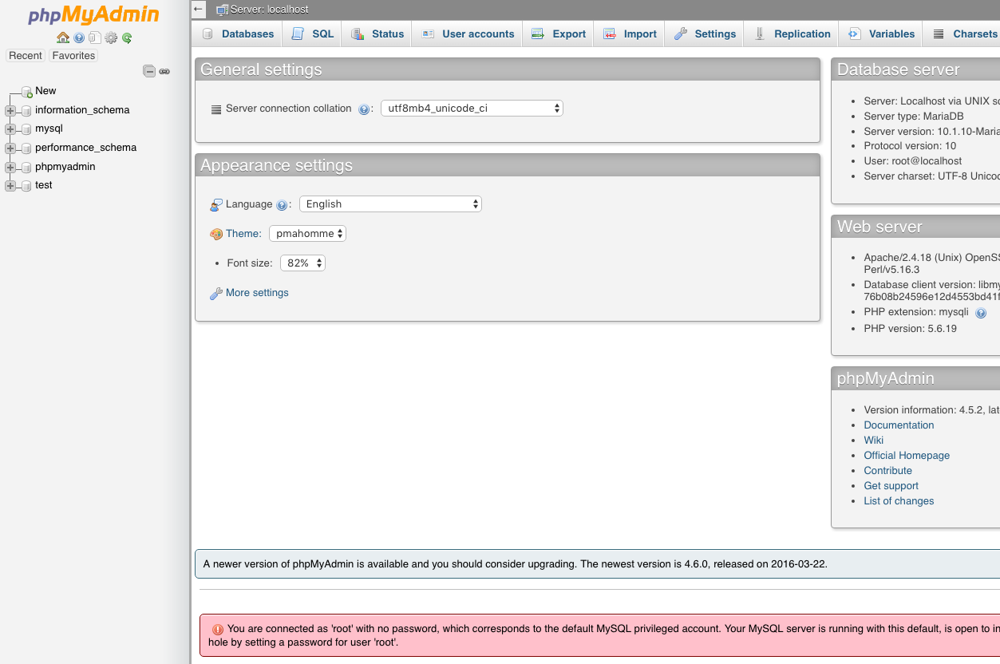 phpMyAdmin
Recent Favorites
New
information_schema
mysql
performance_schema
phpmyadmin
test
Server: localhost
Databases SQL Status User accounts Export Import Settings Replication Variables Charsets
General settings
Server connection collation : utf8mb4_unicode_ci
Appearance settings
Language : English
Theme: pmahomme
Font size: 82%
More settings
Database server
Server: Localhost via UNIX so
Server type: MariaDB
Server version: 10.1.10-Maria
Protocol version: 10
User: root@localhost
Server charset: UTF-8 Unico
Web server
Apache/2.4.18 (Unix) OpenSS
Perl/v5.16.3
Database client version: libmy
76b08b24596e12d4553bd41f
PHP extension: mysqli
PHP version: 5.6.19
phpMyAdmin
Version information: 4.5.2, lat
Documentation
Wiki
Official Homepage
Contribute
Get support
List of changes
A newer version of phpMyAdmin is available and you should consider upgrading. The newest version is 4.6.0, released on 2016-03-22.
You are connected as 'root' with no password, which corresponds to the default MySQL privileged account. Your MySQL server is running with this default, is open to in
hole by setting a password for user 'root'.